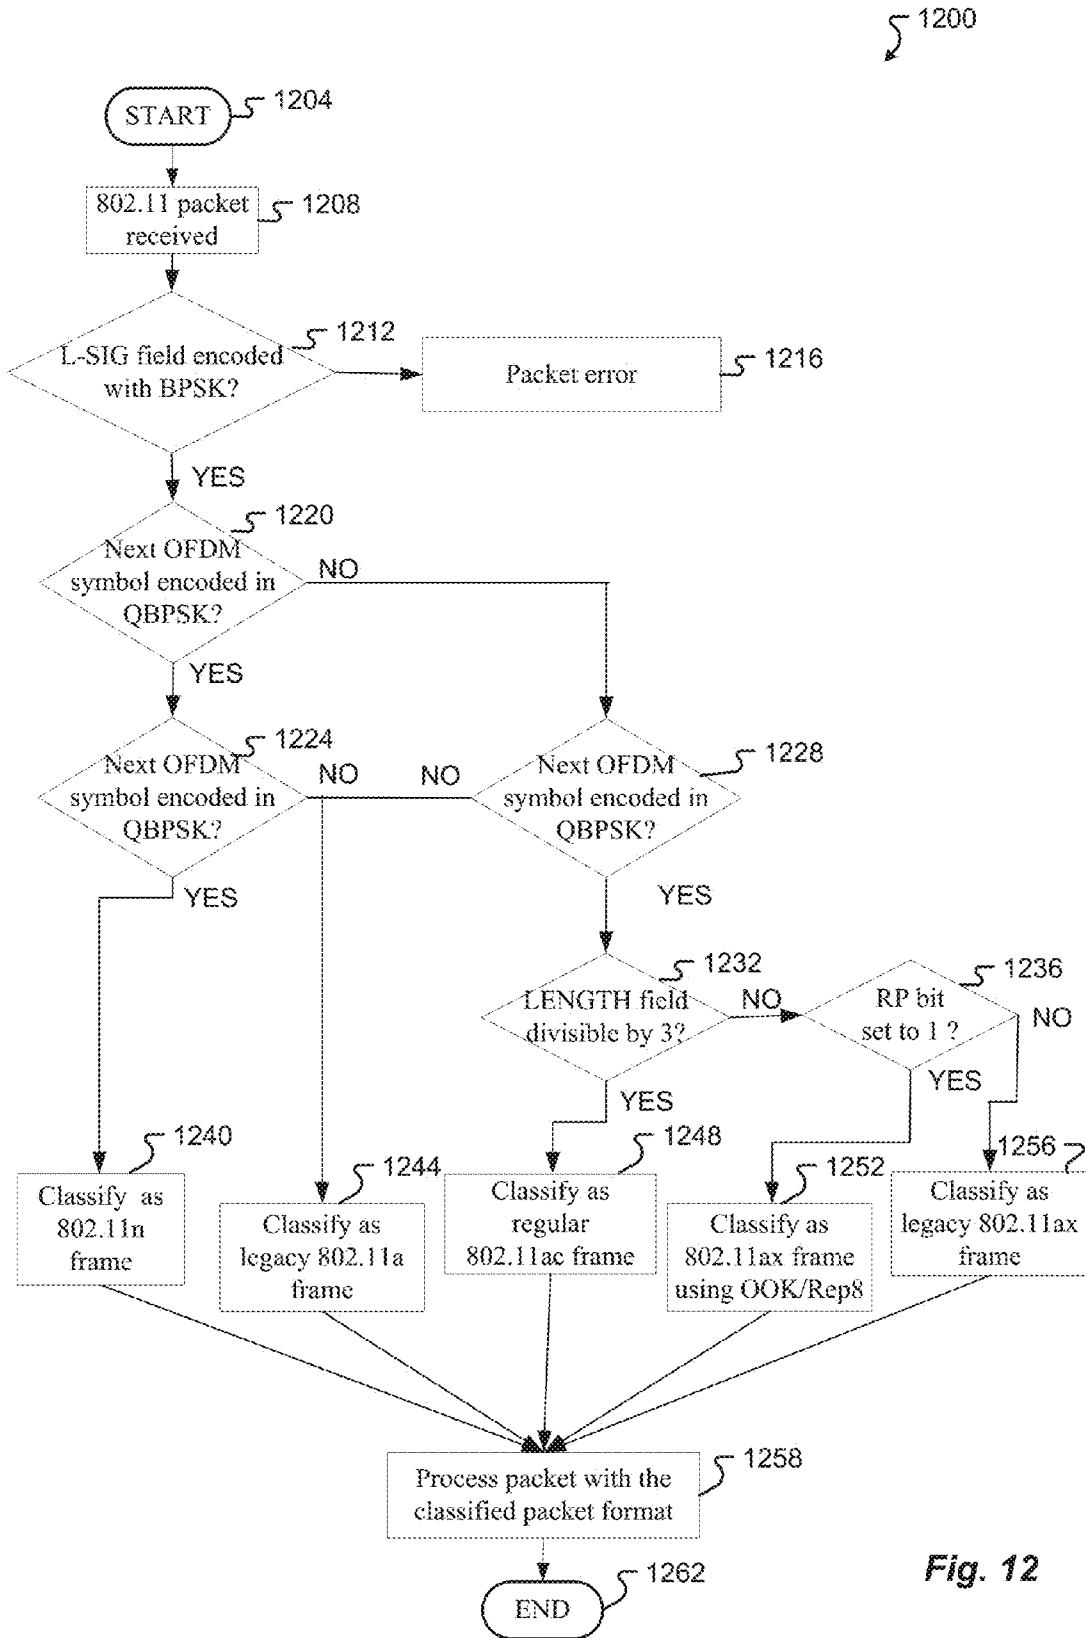 1200
START
1204
802.11 packet
received
1208
L-SIG field encoded
with BPSK?
1212
Packet error
1216
YES
Next OFDM
symbol encoded in
QBPSK?
1220
NO
YES
Next OFDM
symbol encoded in
QBPSK?
1224
NO
NO
Next OFDM
symbol encoded in
QBPSK?
1228
YES
YES
LENGTH field
divisible by 3?
1232
NO
RP bit
set to 1 ?
1236
NO
YES
YES
1240
Classify as
802.11n
frame
1244
Classify as
legacy 802.11a
frame
1248
Classify as
regular
802.11ac frame
1252
Classify as
802.11ax frame
using OOK/Rep8
1256
Classify as
legacy 802.11ax
frame
Process packet with the
classified packet format
1258
END
1262
Fig. 12